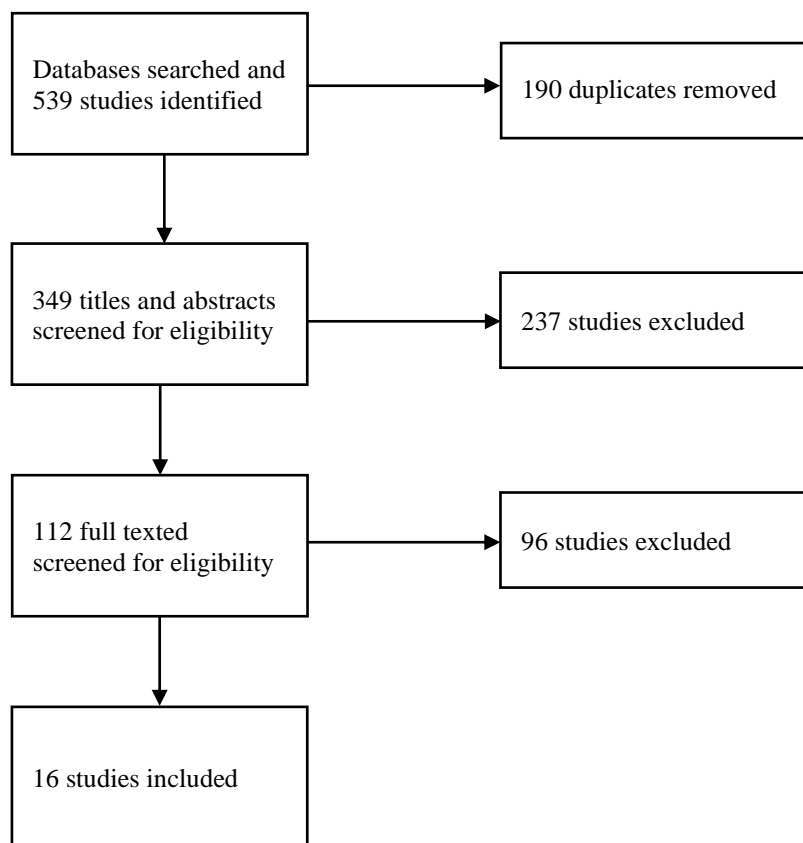 Databases searched and
539 studies identified
190 duplicates removed
349 titles and abstracts
screened for eligibility
237 studies excluded
112 full texted
screened for eligibility
96 studies excluded
16 studies included